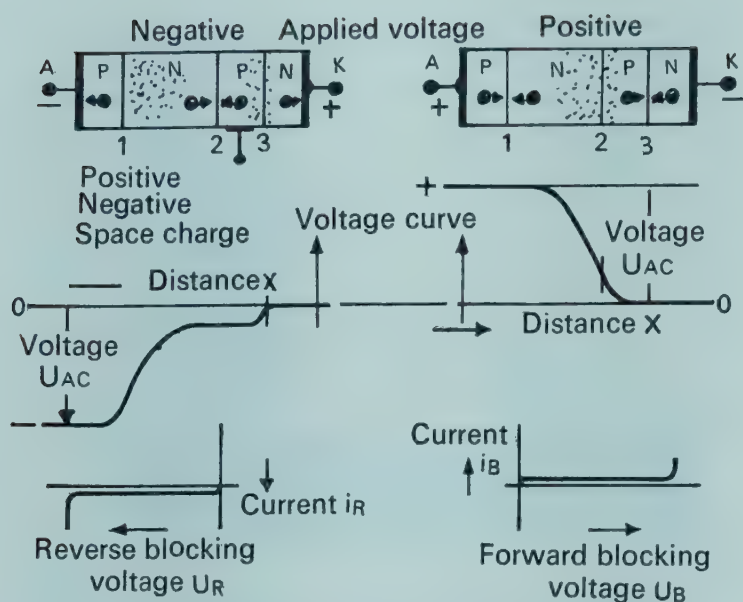 Negative Applied voltage Positive
A P N P N K
A P N P N K
− + + −
1 2 3 1 2 3
Positive
Negative
Space charge
+
Voltage curve
Voltage
UAC
Distance x
0
0
Distance x
Voltage
UAC
−
Current
iB
Current iR
Reverse blocking
voltage UR
Forward blocking
voltage UB